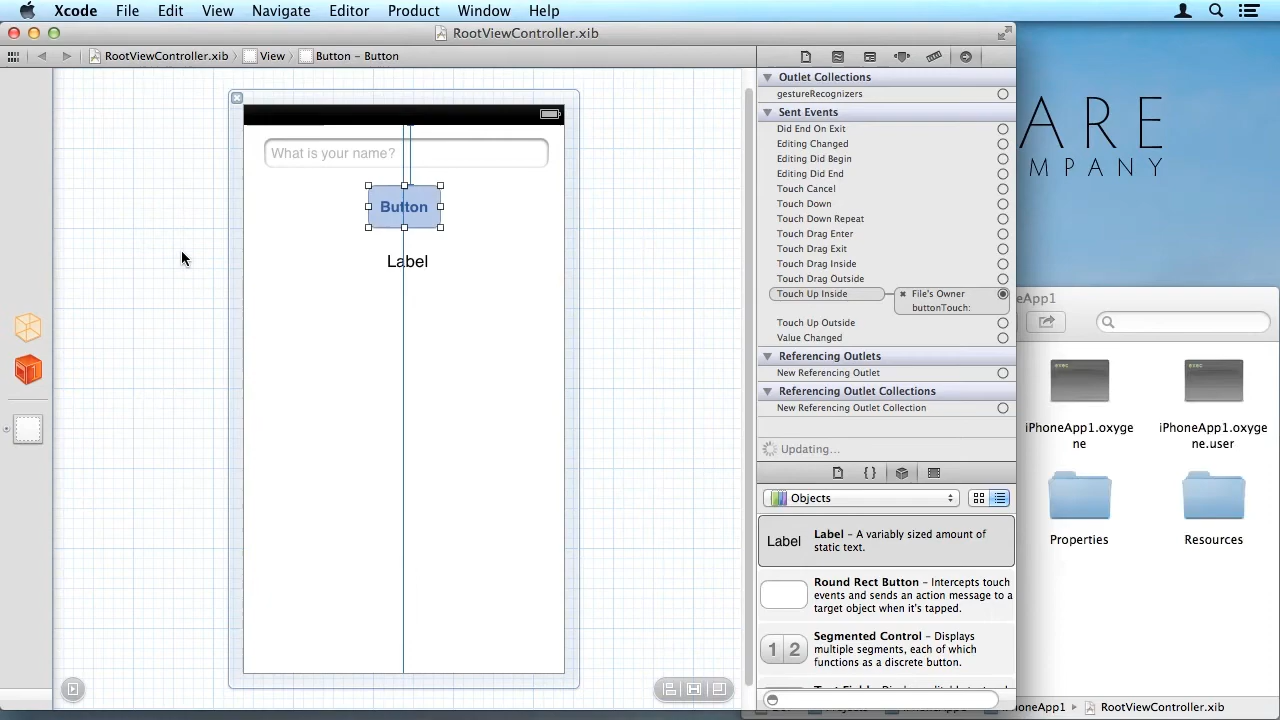 Xcode File Edit View Navigate Editor Product Window Help
RootViewController.xib
RootViewController.xib View Button – Button
What is your name?
Button
Label
Outlet Collections
gestureRecognizers
Sent Events
Did End On Exit
Editing Changed
Editing Did Begin
Editing Did End
Touch Cancel
Touch Down
Touch Down Repeat
Touch Drag Enter
Touch Drag Exit
Touch Drag Inside
Touch Drag Outside
Touch Up Inside File's Owner
buttonTouch:
Touch Up Outside
Value Changed
Referencing Outlets
New Referencing Outlet
Referencing Outlet Collections
New Referencing Outlet Collection
Updating...
Objects
Label Label – A variably sized amount of
static text.
Round Rect Button – Intercepts touch
events and sends an action message to a
target object when it's tapped.
1 2 Segmented Control – Displays
multiple segments, each of which
functions as a discrete button.
ARE
MPANY
eApp1
exec exec
iPhoneApp1.oxyge
ne
iPhoneApp1.oxyge
ne.user
Properties Resources
oneApp1 RootViewController.xib